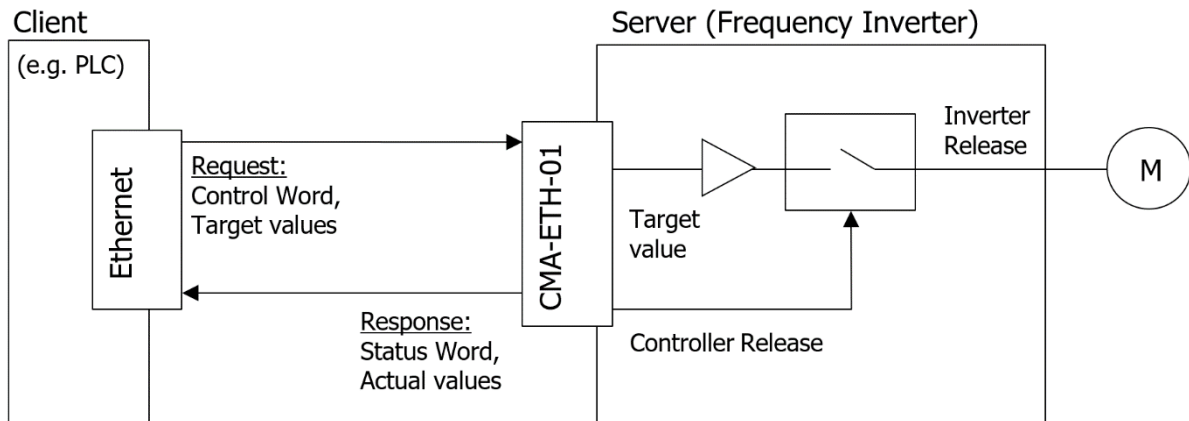 Client
(e.g. PLC)
Ethernet
Request:
Control Word,
Target values
Response:
Status Word,
Actual values
CMA-ETH-01
Server (Frequency Inverter)
Target
value
Controller Release
Inverter
Release
M